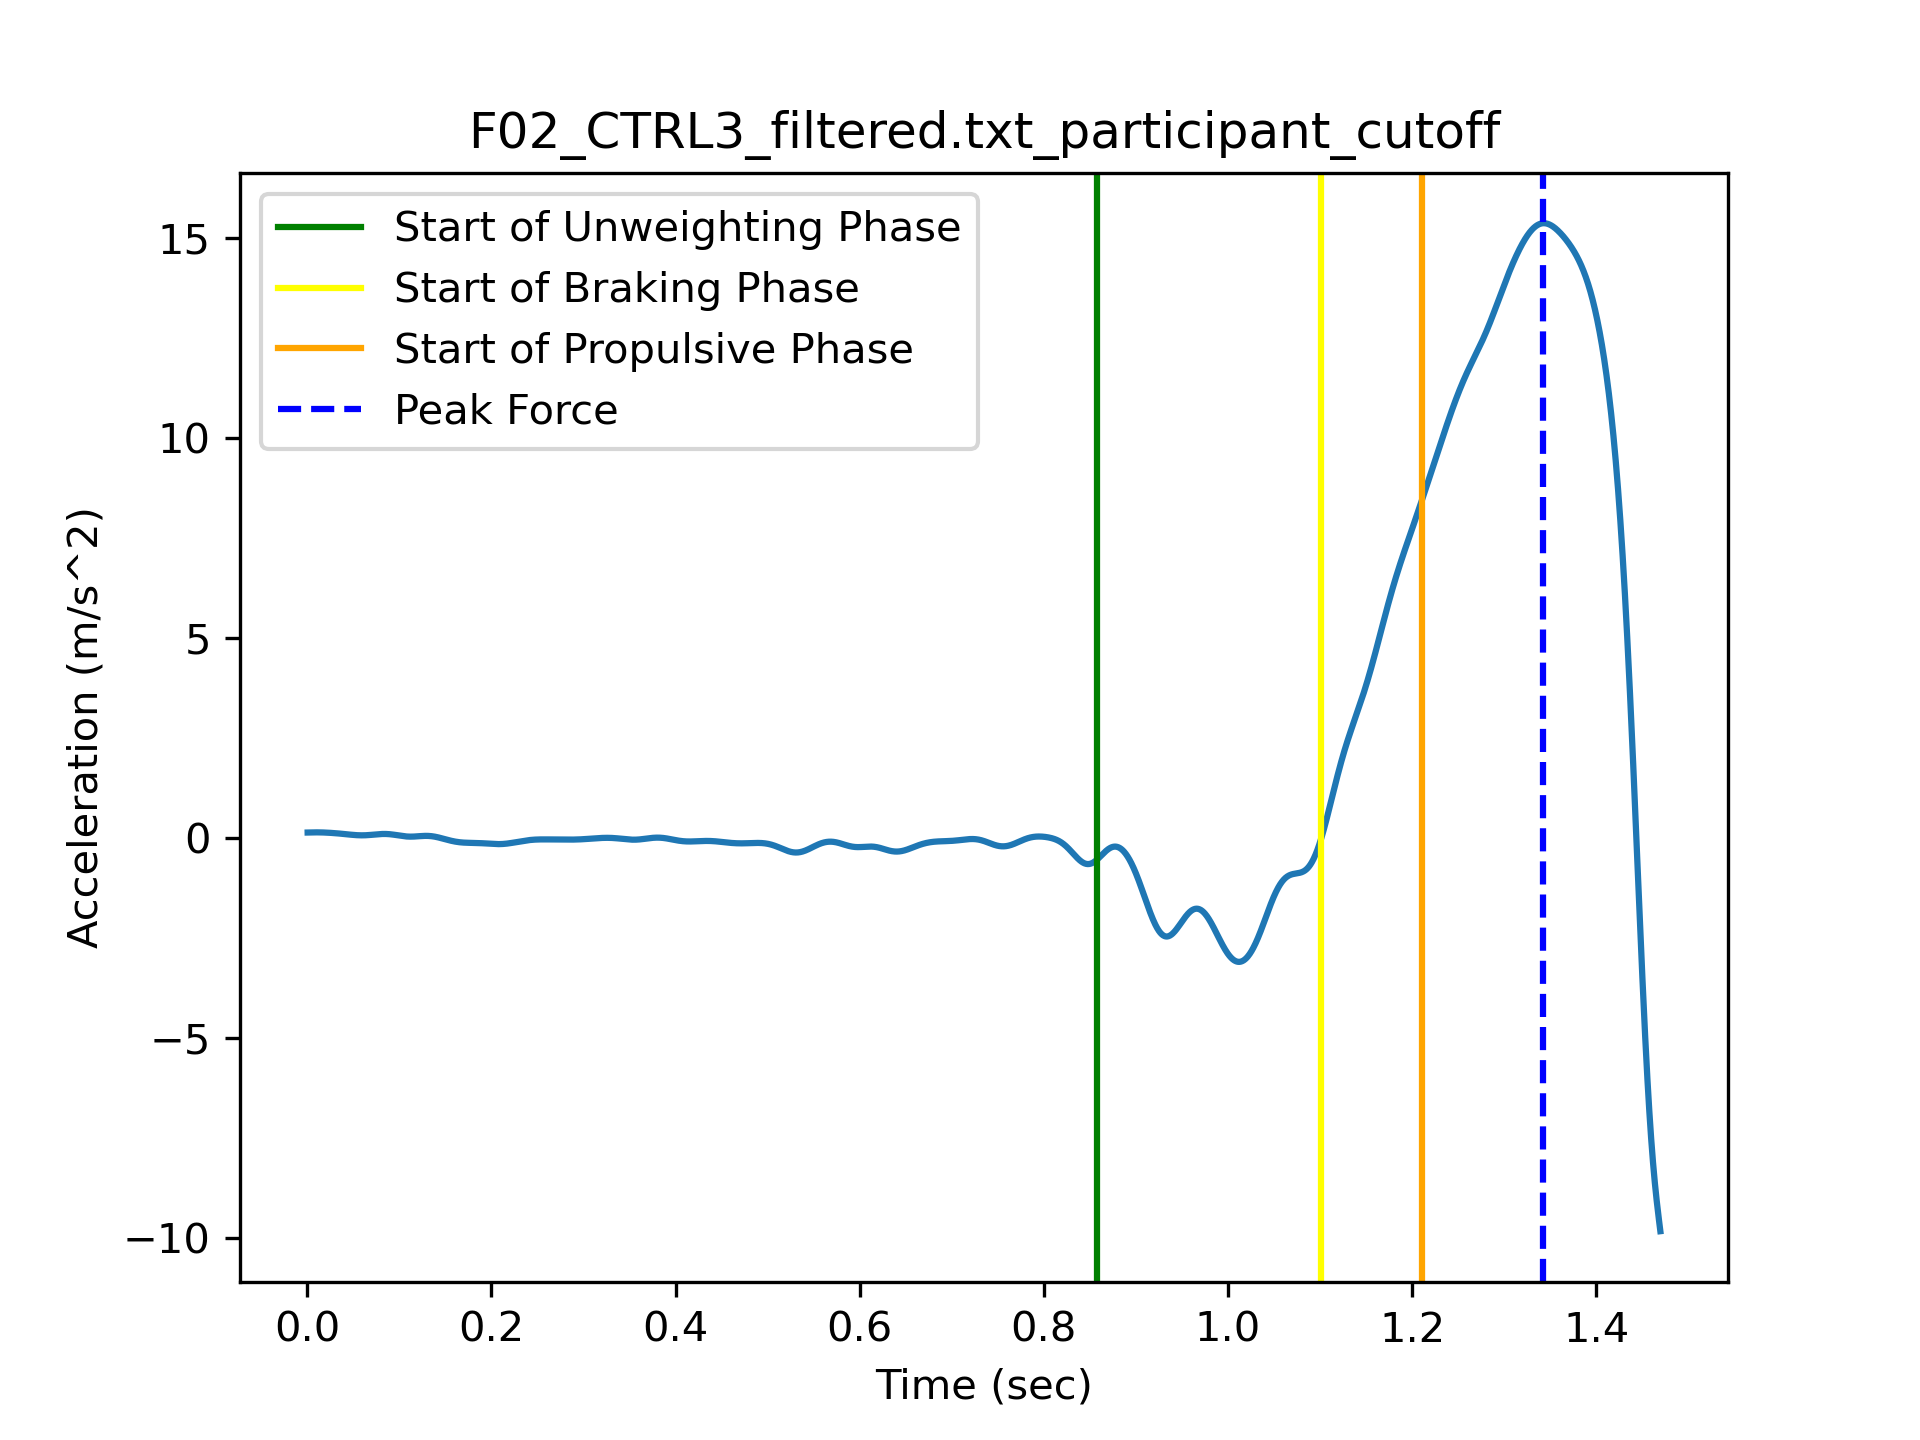 F02_CTRL3_filtered.txt_participant_cutoff
Start of Unweighting Phase
Start of Braking Phase
Start of Propulsive Phase
Peak Force
15
10
5
0
−5
−10
Acceleration (m/s^2)
0.0 0.2 0.4 0.6 0.8 1.0 1.2 1.4
Time (sec)